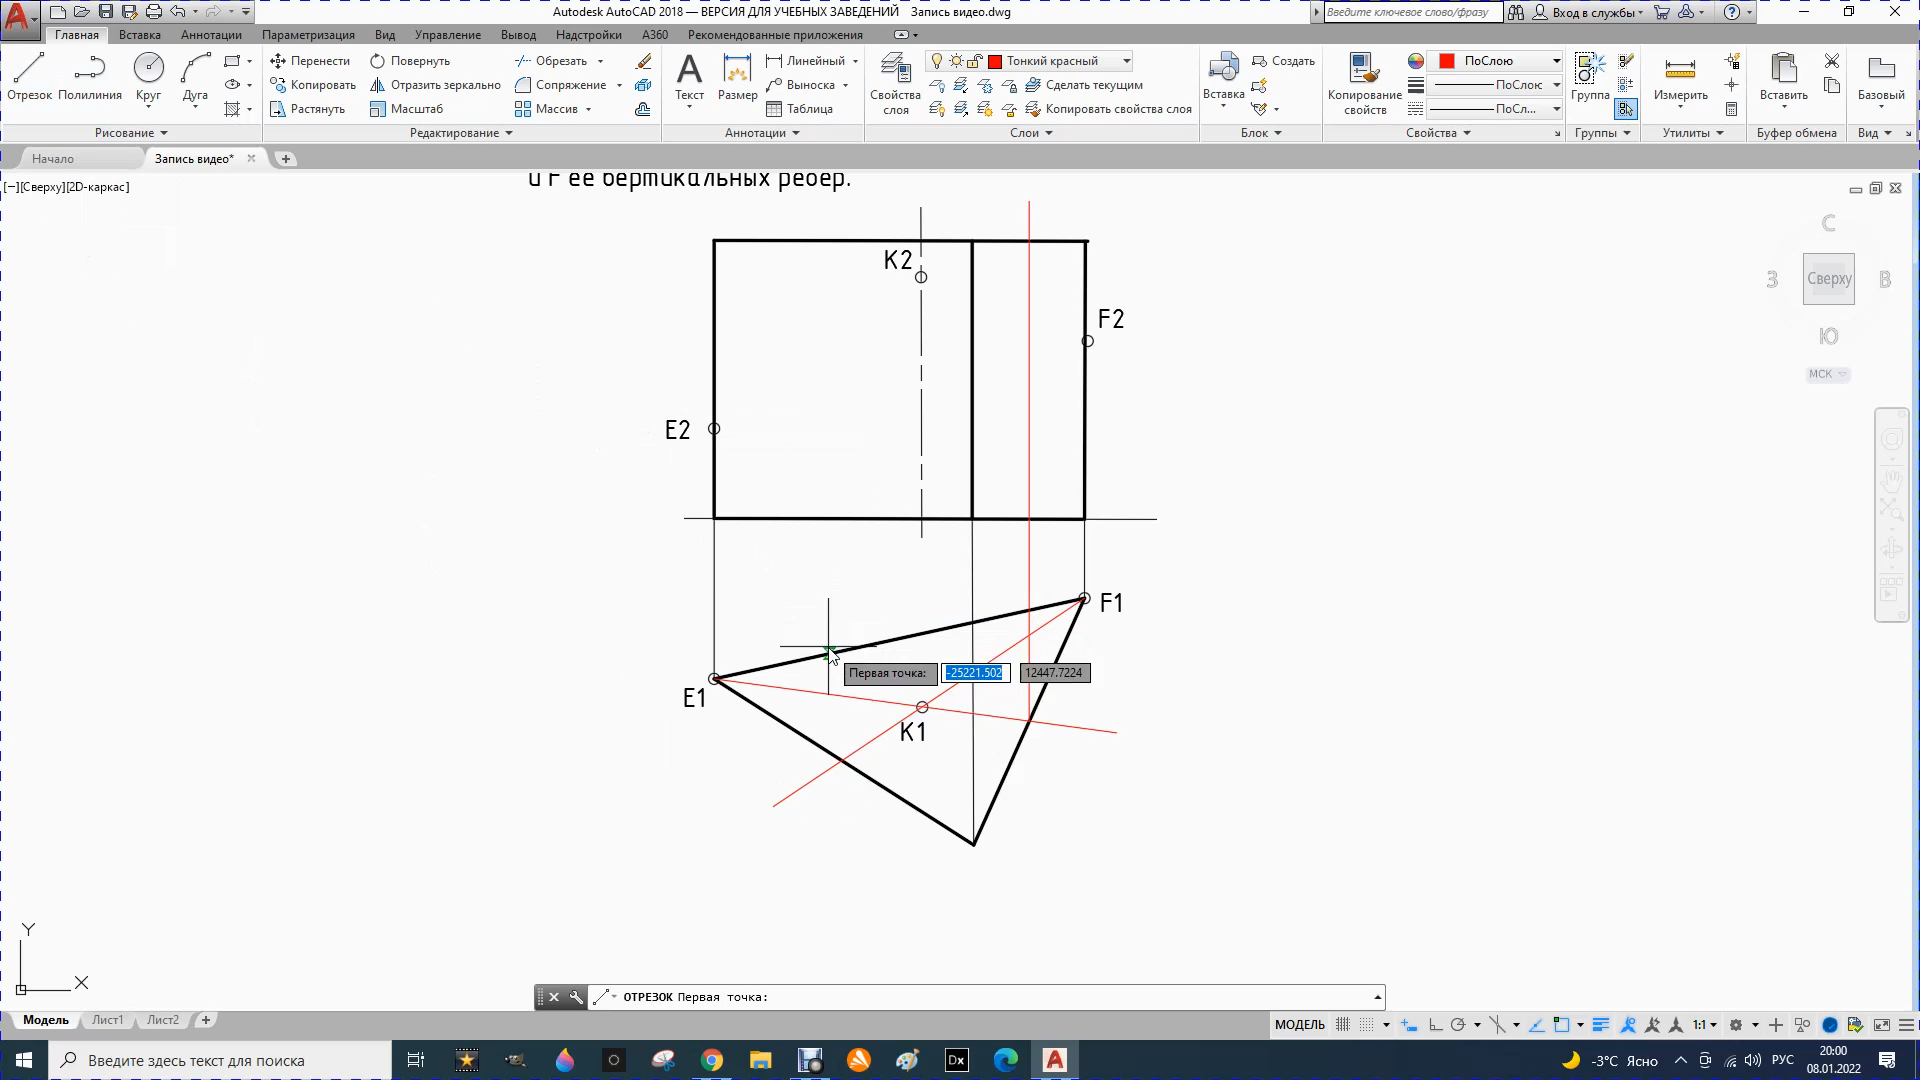 Autodesk AutoCAD 2018 — ВЕРСИЯ ДЛЯ УЧЕБНЫХ ЗАВЕДЕНИЙ Запись видео.dwg
Введите ключевое слово/фразу
Вход в службы
Главная Вставка Аннотации Параметризация Вид Управление Вывод Надстройки A360 Рекомендованные приложения
Отрезок Полилиния Круг Дуга
Рисование
Перенести Повернуть Обрезать
Копировать Отразить зеркально Сопряжение
Растянуть Масштаб Массив
Редактирование
Текст Размер
Линейный
Выноска
Таблица
Аннотации
Свойства слоя
Тонкий красный
Сделать текущим
Копировать свойства слоя
Слои
Вставка
Создать
Блок
Копирование свойств
ПоСлою
ПоСлою
ПоСл...
Свойства
Группа
Группы
Измерить
Утилиты
Вставить
Буфер обмена
Базовый
Вид
Начало Запись видео*
[−][Сверху][2D-каркас]
и F ее вертикальных ребер.
K2
F2
E2
F1
E1
K1
Первая точка: -25221.502 12447.7224
С
З Сверху В
Ю
МСК
Y
X
ОТРЕЗОК Первая точка:
Модель Лист1 Лист2
МОДЕЛЬ 1:1
Введите здесь текст для поиска
Dx
-3°C Ясно
РУС
20:00
08.01.2022